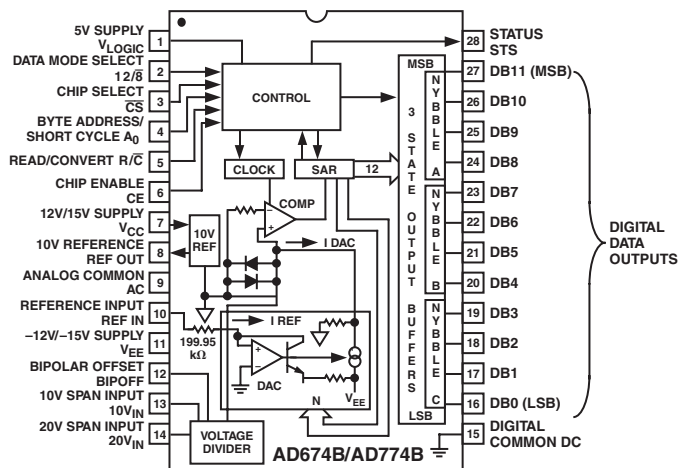 5V SUPPLY
VLOGIC
1
DATA MODE SELECT
12/8
2
CHIP SELECT
CS
3
BYTE ADDRESS/
SHORT CYCLE A0
4
READ/CONVERT R/C
5
CHIP ENABLE
CE
6
12V/15V SUPPLY
VCC
7
10V REFERENCE
REF OUT
8
ANALOG COMMON
AC
9
REFERENCE INPUT
REF IN
10
–12V/–15V SUPPLY
VEE
11
BIPOLAR OFFSET
BIPOFF
12
10V SPAN INPUT
10VIN
13
20V SPAN INPUT
20VIN
14
CONTROL
CLOCK
SAR
12
COMP
–
+
10V
REF
I DAC
I REF
199.95
kΩ
+
–
DAC
N
VEE
VOLTAGE
DIVIDER
AD674B/AD774B
MSB
3 STATE OUTPUT BUFFERS
LSB
NYBBLE A
NYBBLE B
NYBBLE C
28
STATUS
STS
27
DB11 (MSB)
26
DB10
25
DB9
24
DB8
23
DB7
22
DB6
21
DB5
20
DB4
19
DB3
18
DB2
17
DB1
16
DB0 (LSB)
15
DIGITAL
COMMON DC
DIGITAL
DATA
OUTPUTS